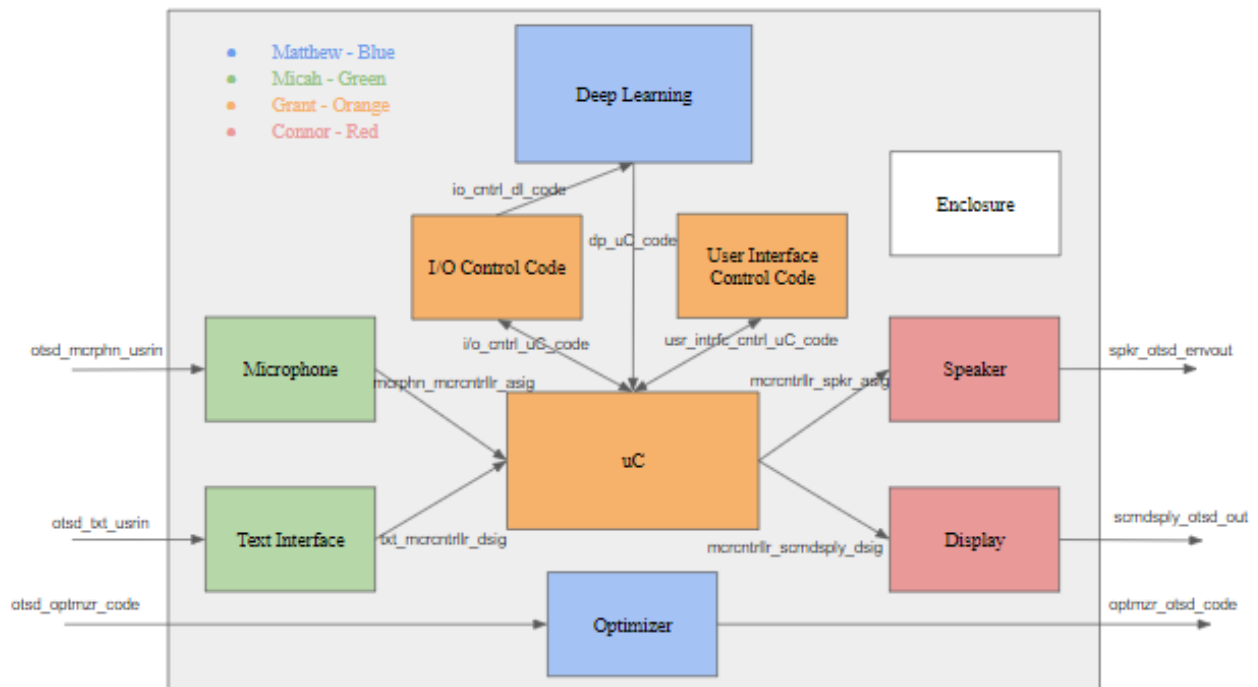 Matthew - Blue
Micah - Green
Grant - Orange
Connor - Red
Deep Learning
io_cntrl_dl_code
Enclosure
I/O Control Code
dp_uC_code
User Interface
Control Code
otsd_mcrphn_usrin
i/o_cntrl_uC_code
usr_intrfc_cntrl_uC_code
spkr_otsd_envout
Microphone
mcrphn_mcrcntrllr_asig
mcrcntrllr_spkr_asig
Speaker
uC
otsd_txt_usrin
scrndsply_otsd_out
Text Interface
txt_mcrcntrllr_dsig
mcrcntrllr_scrndsply_dsig
Display
otsd_optmzr_code
optmzr_otsd_code
Optimizer